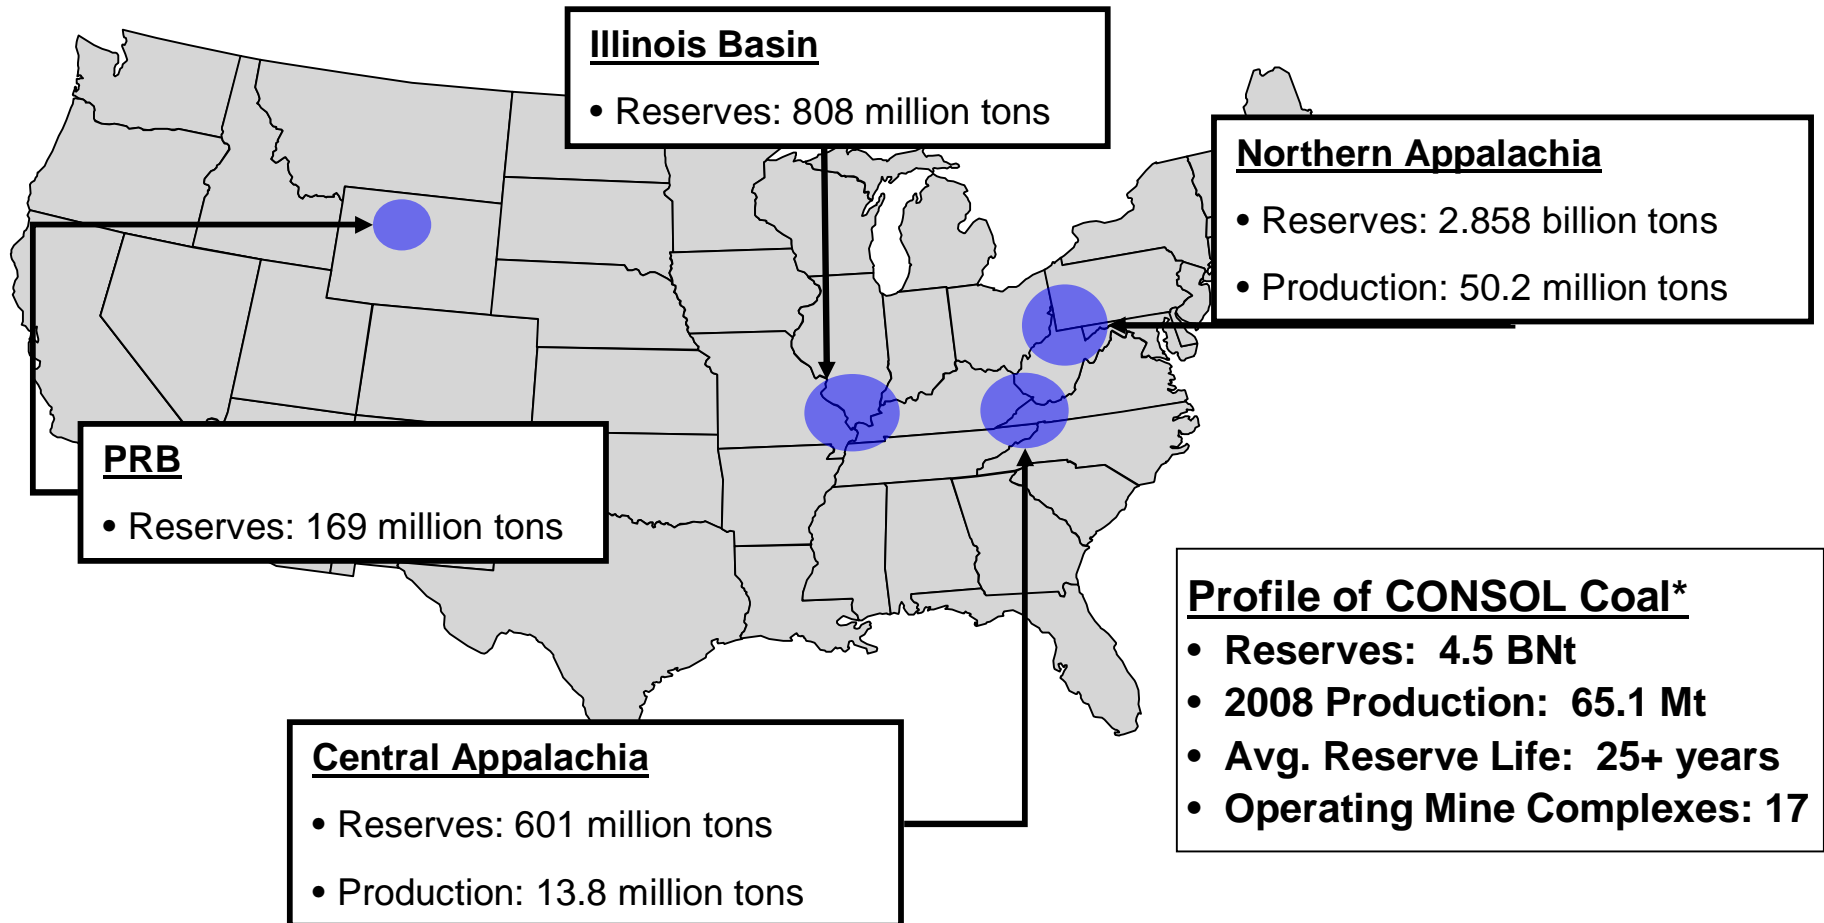 Illinois Basin
• Reserves: 808 million tons
Northern Appalachia
• Reserves: 2.858 billion tons
• Production: 50.2 million tons
PRB
• Reserves: 169 million tons
Central Appalachia
• Reserves: 601 million tons
• Production: 13.8 million tons
Profile of CONSOL Coal*
• Reserves: 4.5 BNt
• 2008 Production: 65.1 Mt
• Avg. Reserve Life: 25+ years
• Operating Mine Complexes: 17